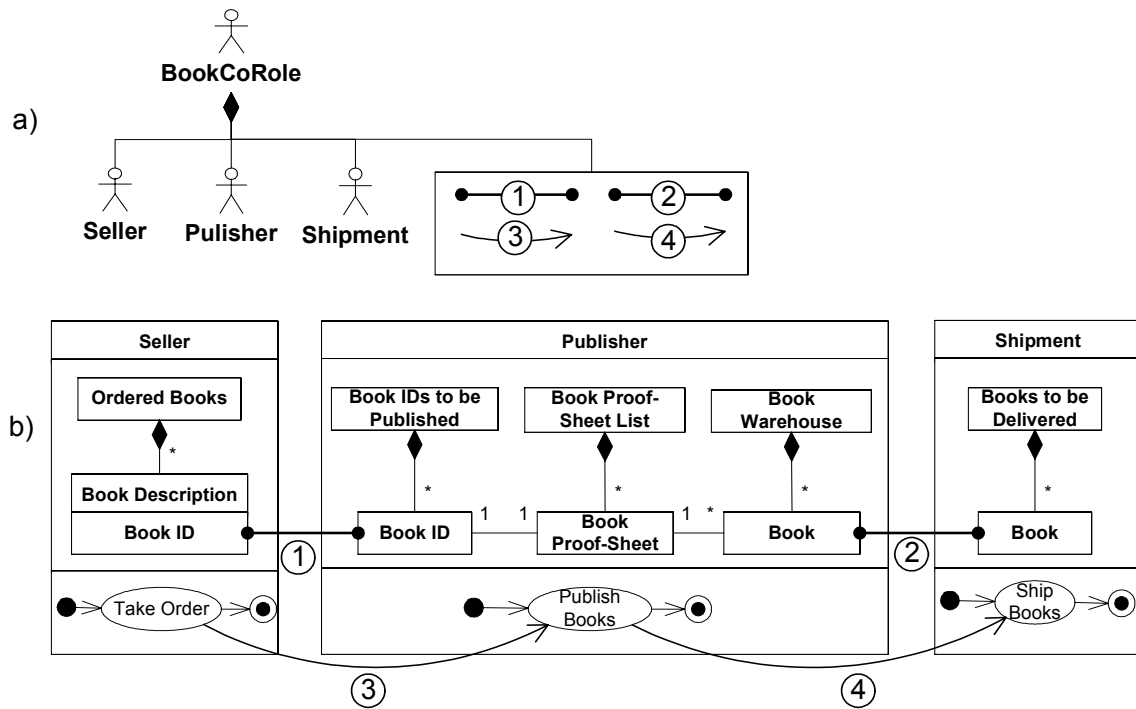 BookCoRole
a)
Seller
Pulisher
Shipment
1
2
3
4
b)
Seller
Publisher
Shipment
Ordered Books
*
Book Description
Book ID
1
Book IDs to be
Published
*
Book ID
1
1
Book Proof-
Sheet List
*
Book
Proof-Sheet
1
*
Book
Warehouse
*
Book
2
Books to be
Delivered
*
Book
Take Order
Publish
Books
Ship
Books
3
4